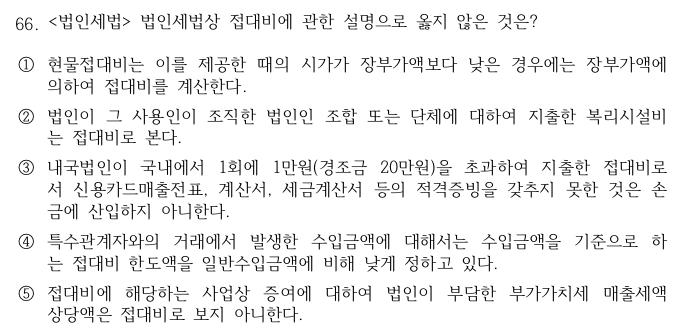 66. <법인세법> 법인세법상 접대비에 관한 설명으로 옳지 않은 것은?
① 현물접대비는 이를 제공한 때의 시가가 장부가액보다 낮은 경우에는 장부가액에
의하여 접대비를 계산한다.
② 법인이 그 사용인이 조직한 법인인 조합 또는 단체에 대하여 지출한 복리시설비
는 접대비로 본다.
③ 내국법인이 국내에서 1회에 1만원(경조금 20만원)을 초과하여 지출한 접대비로
서 신용카드매출전표, 계산서, 세금계산서 등의 적격증빙을 갖추지 못한 것은 손
금에 산입하지 아니한다.
④ 특수관계자와의 거래에서 발생한 수입금액에 대해서는 수입금액을 기준으로 하
는 접대비 한도액을 일반수입금액에 비해 낮게 정하고 있다.
⑤ 접대비에 해당하는 사업상 증여에 대하여 법인이 부담한 부가가치세 매출세액
상당액은 접대비로 보지 아니한다.